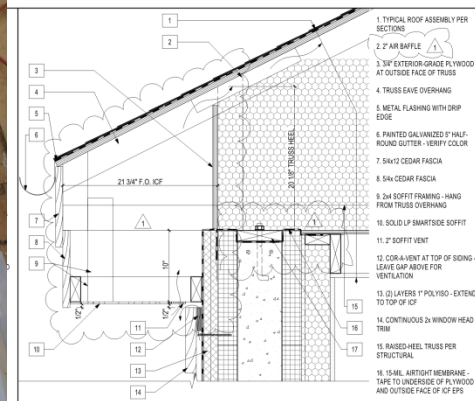 1
2
3
4
5
6
7
8
9
10
11
12
13
14
15
16
17
21 3/4" F.O. ICF
20 1/8" TRUSS HEEL
10"
1/2"
1/2"
1
1
1. TYPICAL ROOF ASSEMBLY PER
SECTIONS
2. 2" AIR BAFFLE
1
3. 3/4" EXTERIOR-GRADE PLYWOOD
AT OUTSIDE FACE OF TRUSS
4. TRUSS EAVE OVERHANG
5. METAL FLASHING WITH DRIP
EDGE
6. PAINTED GALVANIZED 5" HALF-
ROUND GUTTER - VERIFY COLOR
7. 5/4x12 CEDAR FASCIA
8. 5/4x CEDAR FASCIA
9. 2x4 SOFFIT FRAMING - HANG
FROM TRUSS OVERHANG
10. SOLID LP SMARTSIDE SOFFIT
11. 2" SOFFIT VENT
12. COR-A-VENT AT TOP OF SIDING -
LEAVE GAP ABOVE FOR
VENTILATION
13. (2) LAYERS 1" POLYISO - EXTEND
TO TOP OF ICF
14. CONTINUOUS 2x WINDOW HEAD
TRIM
15. RAISED-HEEL TRUSS PER
STRUCTURAL
16. 15-MIL. AIRTIGHT MEMBRANE -
TAPE TO UNDERSIDE OF PLYWOOD
AND OUTSIDE FACE OF ICF EPS